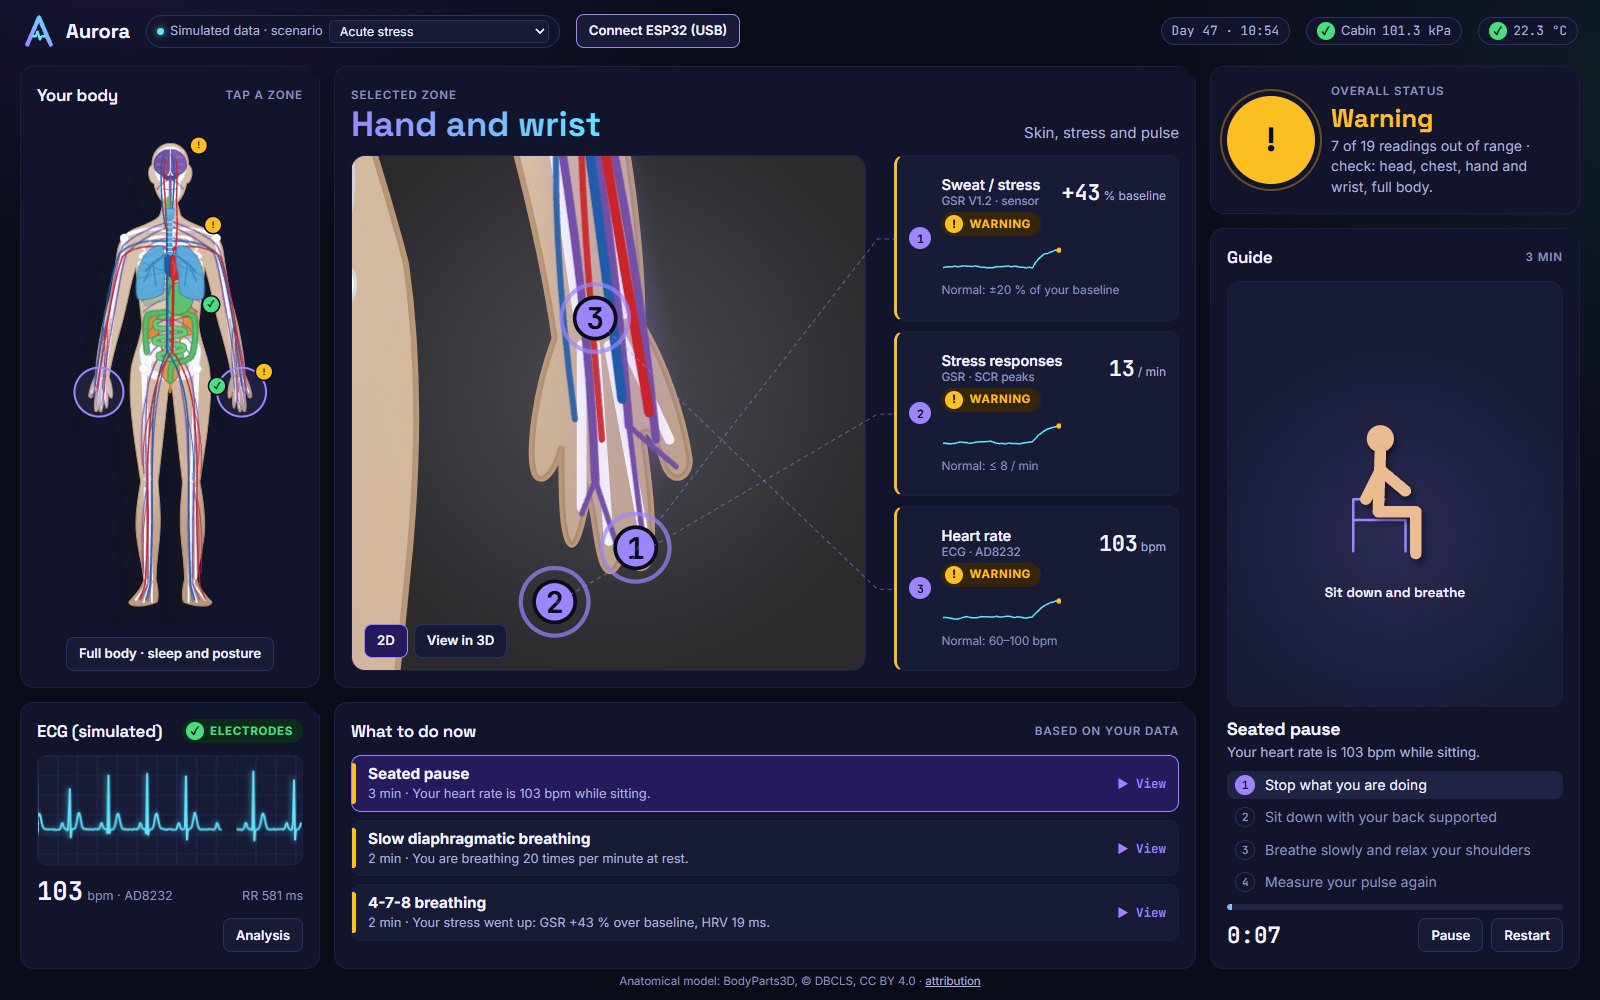 Aurora
Simulated data · scenario Acute stress
Connect ESP32 (USB)
Day 47 · 10:54
Cabin 101.3 kPa
22.3 °C
Your body
TAP A ZONE
!
!
!
Full body · sleep and posture
SELECTED ZONE
Hand and wrist
Skin, stress and pulse
3
1
2
2D
View in 3D
1
Sweat / stress
GSR V1.2 · sensor
+43 % baseline
! WARNING
Normal: ±20 % of your baseline
2
Stress responses
GSR · SCR peaks
13 / min
! WARNING
Normal: ≤ 8 / min
3
Heart rate
ECG · AD8232
103 bpm
! WARNING
Normal: 60–100 bpm
!
OVERALL STATUS
Warning
7 of 19 readings out of range ·
check: head, chest, hand and
wrist, full body.
Guide
3 MIN
Sit down and breathe
Seated pause
Your heart rate is 103 bpm while sitting.
1 Stop what you are doing
2 Sit down with your back supported
3 Breathe slowly and relax your shoulders
4 Measure your pulse again
0:07
Pause
Restart
ECG (simulated)
ELECTRODES
103 bpm · AD8232
RR 581 ms
Analysis
What to do now
BASED ON YOUR DATA
Seated pause
3 min · Your heart rate is 103 bpm while sitting.
▶ View
Slow diaphragmatic breathing
2 min · You are breathing 20 times per minute at rest.
▶ View
4-7-8 breathing
2 min · Your stress went up: GSR +43 % over baseline, HRV 19 ms.
▶ View
Anatomical model: BodyParts3D, © DBCLS, CC BY 4.0 · attribution